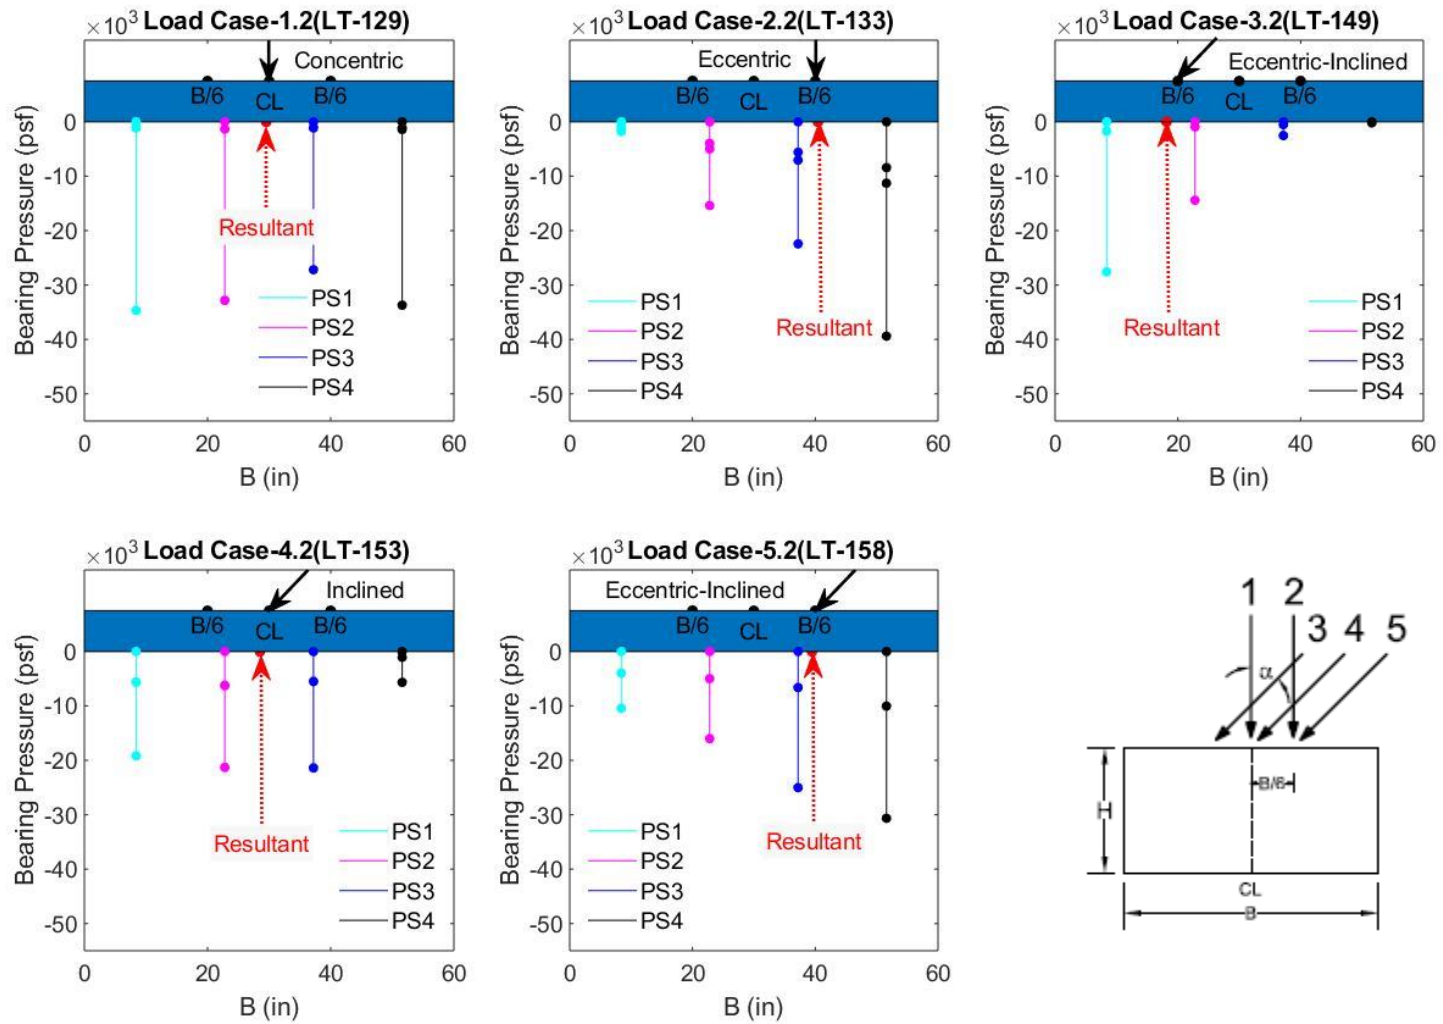 ×10³ Load Case-1.2(LT-129)
Concentric
B/6 CL B/6
0
-10
-20
-30
-40
-50
Bearing Pressure (psf)
Resultant
PS1
PS2
PS3
PS4
0 20 40 60
B (in)
×10³ Load Case-2.2(LT-133)
Eccentric
B/6 CL B/6
0
-10
-20
-30
-40
-50
Bearing Pressure (psf)
Resultant
PS1
PS2
PS3
PS4
0 20 40 60
B (in)
×10³ Load Case-3.2(LT-149)
Eccentric-Inclined
B/6 CL B/6
0
-10
-20
-30
-40
-50
Bearing Pressure (psf)
Resultant
PS1
PS2
PS3
PS4
0 20 40 60
B (in)
×10³ Load Case-4.2(LT-153)
Inclined
B/6 CL B/6
0
-10
-20
-30
-40
-50
Bearing Pressure (psf)
Resultant
PS1
PS2
PS3
PS4
0 20 40 60
B (in)
×10³ Load Case-5.2(LT-158)
Eccentric-Inclined
B/6 CL B/6
0
-10
-20
-30
-40
-50
Bearing Pressure (psf)
Resultant
PS1
PS2
PS3
PS4
0 20 40 60
B (in)
1 2
3 4 5
α
B/6
H
CL
B